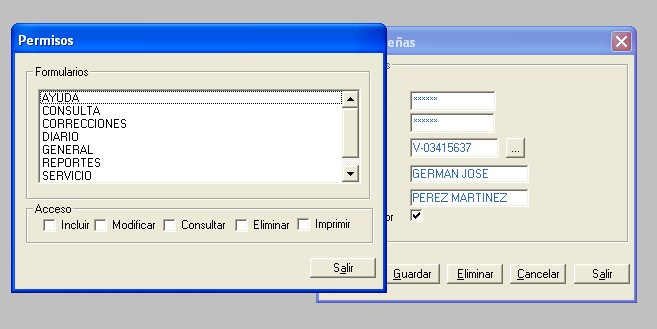 Permisos
Formularios
AYUDA
CONSULTA
CORRECCIONES
DIARIO
GENERAL
REPORTES
SERVICIO
Acceso
Incluir Modificar Consultar Eliminar Imprimir
Salir
eñas
s
******
******
V-03415637 ...
GERMAN JOSE
PEREZ MARTINEZ
or
Guardar Eliminar Cancelar Salir